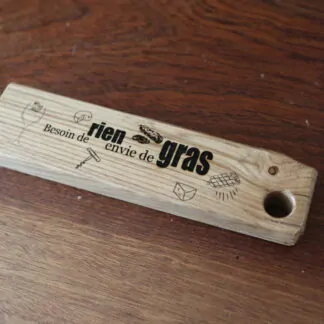 Besoin de rien
envie de gras